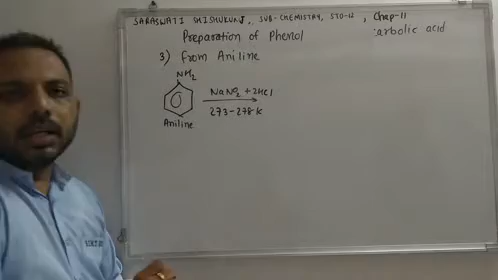 SARASWATI SHISHUKUNJ, SUB-CHEMISTRY, STD-12, Chap-11
Preparation of Phenol carbolic acid
3) From Aniline
NH2
NaNO2 + 2HCl
273-278 K
Aniline